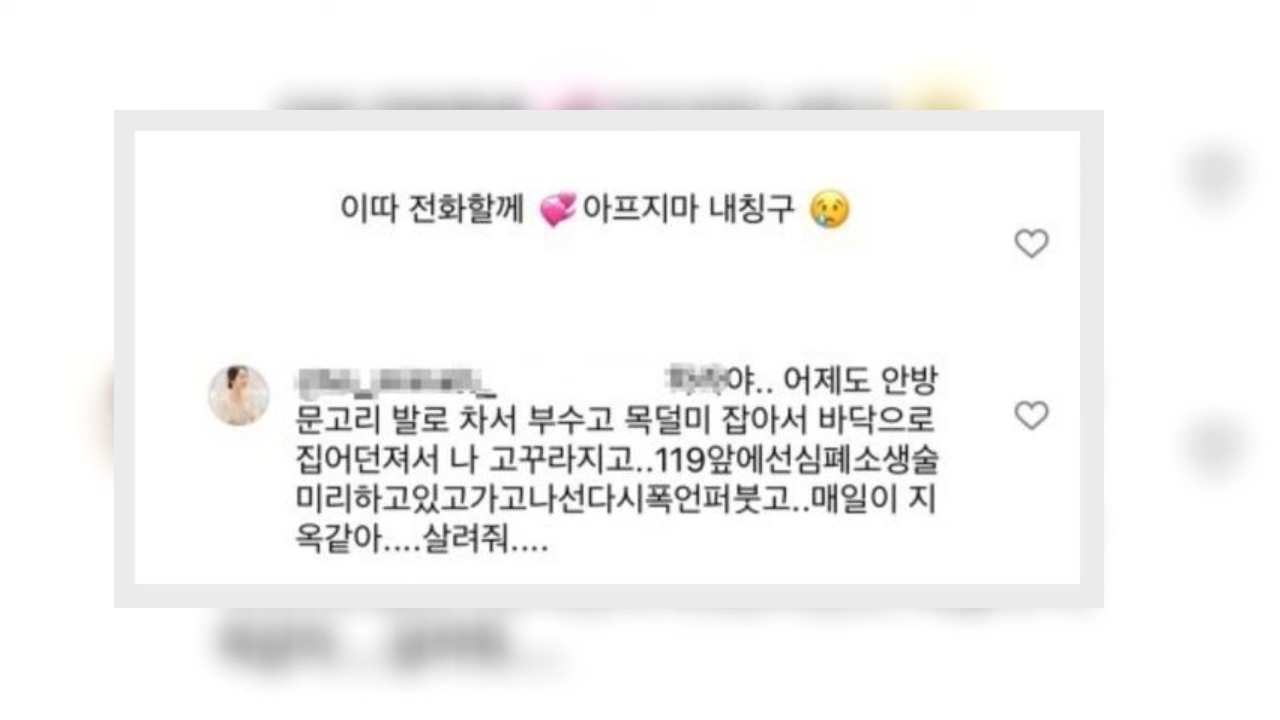 이따 전화할께 💞 아프지마 내칭구 😢
야.. 어제도 안방
문고리 발로 차서 부수고 목덜미 잡아서 바닥으로
집어던져서 나 고꾸라지고..119앞에선심폐소생술
미리하고있고가고나선다시폭언퍼붓고..매일이 지
옥같아....살려줘....